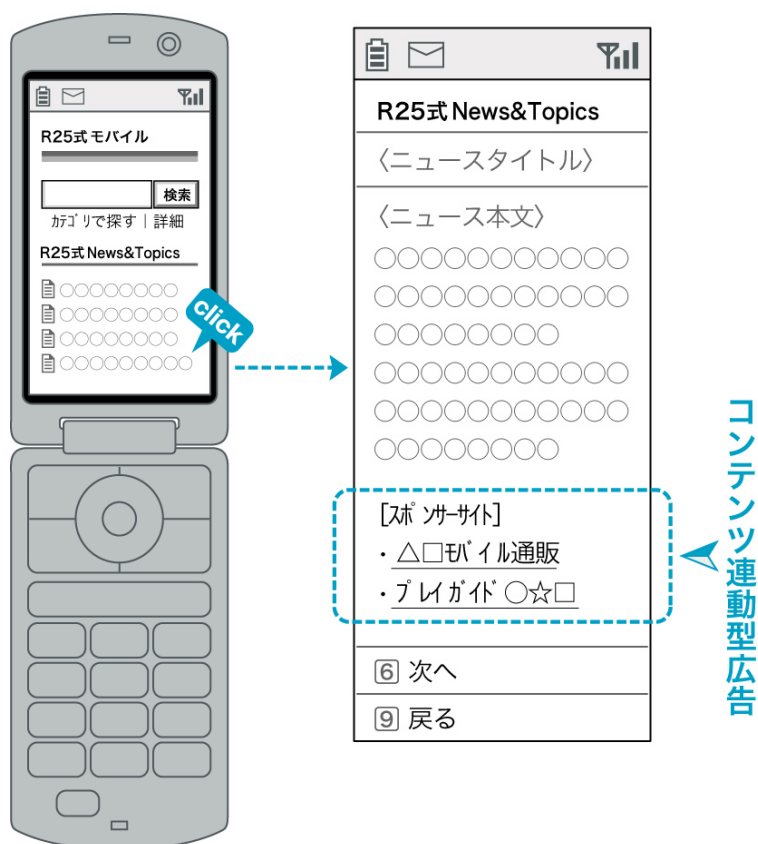 R25式モバイル
検索
カテゴリで探す｜詳細
R25式News&Topics
○○○○○○○○
○○○○○○○○
○○○○○○○○
○○○○○○○○○
click
R25式News&Topics
〈ニュースタイトル〉
〈ニュース本文〉
○○○○○○○○○○○
○○○○○○○○○○○
○○○○○○○○
○○○○○○○○○○○
○○○○○○○○○○○
○○○○○○○○
[スポンサーサイト]
・△□モバイル通販
・プレイガイド○☆□
6 次へ
9 戻る
コンテンツ連動型広告